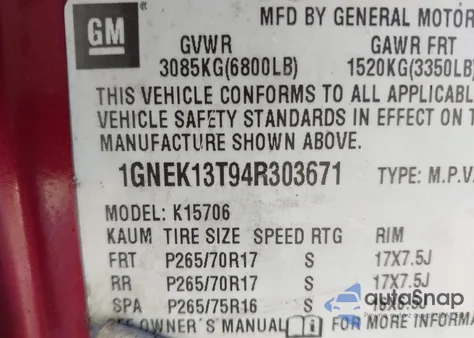 GM
MFD BY GENERAL MOTOR
GVWR GAWR FRT
3085KG(6800LB) 1520KG(3350LB)
THIS VEHICLE CONFORMS TO ALL APPLICABL
VEHICLE SAFETY STANDARDS IN EFFECT ON T
MANUFACTURE SHOWN ABOVE.
1GNEK13T94R303671 TYPE: M.P.V.
MODEL: K15706
KAUM TIRE SIZE SPEED RTG RIM
FRT P265/70R17 S 17X7.5J
RR P265/70R17 S 17X7.5J
SPA P265/75R16 S
autoSnap
OWNER'S MANUAL FOR MORE INFORMA